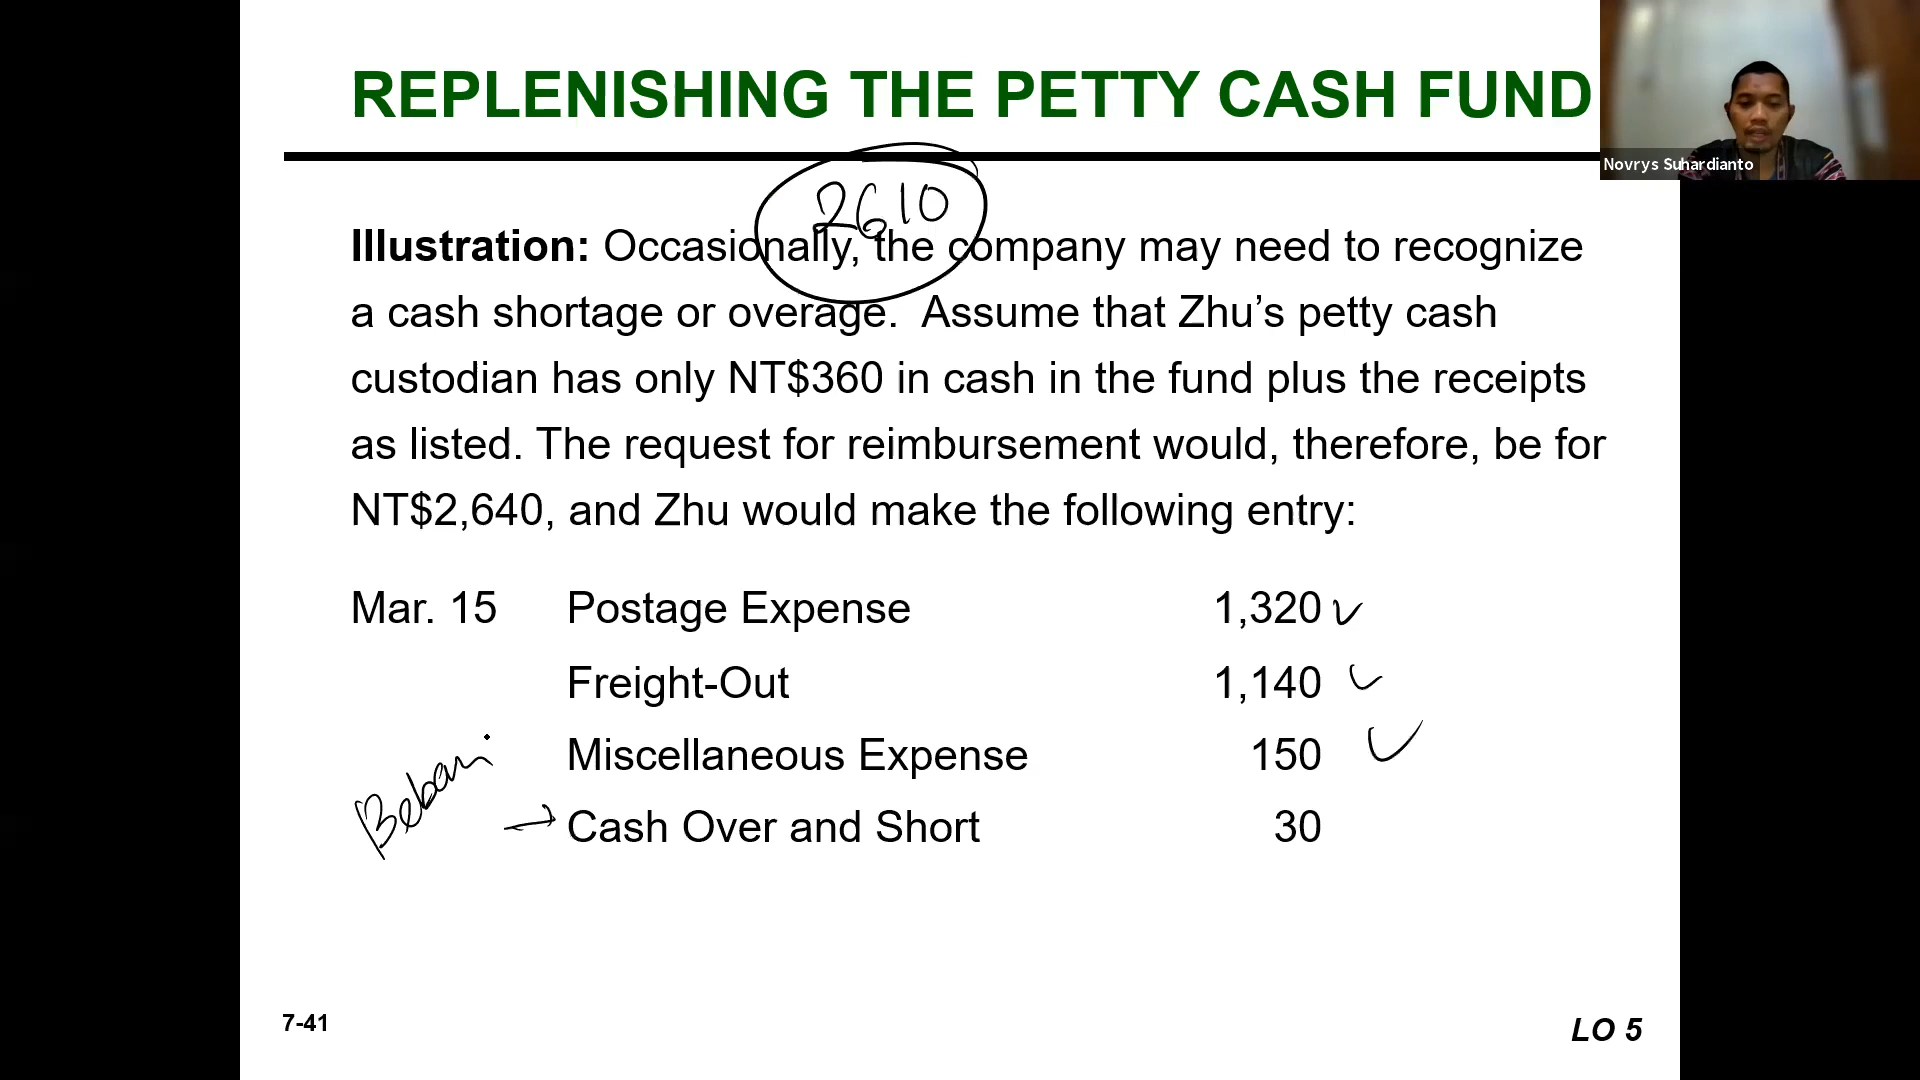 REPLENISHING THE PETTY CASH FUND
Novrys Suhardianto
2610
Illustration: Occasionally, the company may need to recognize
a cash shortage or overage. Assume that Zhu’s petty cash
custodian has only NT$360 in cash in the fund plus the receipts
as listed. The request for reimbursement would, therefore, be for
NT$2,640, and Zhu would make the following entry:
Mar. 15 Postage Expense 1,320
Freight-Out 1,140
Miscellaneous Expense 150
Beban
Cash Over and Short 30
7-41
LO 5